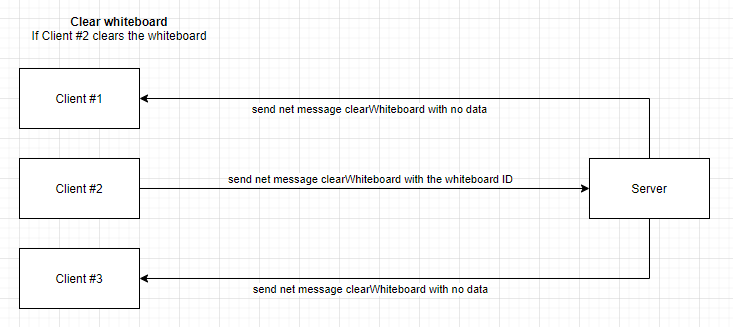 Clear whiteboard
If Client #2 clears the whiteboard
Client #1
send net message clearWhiteboard with no data
Client #2
send net message clearWhiteboard with the whiteboard ID
Server
Client #3
send net message clearWhiteboard with no data